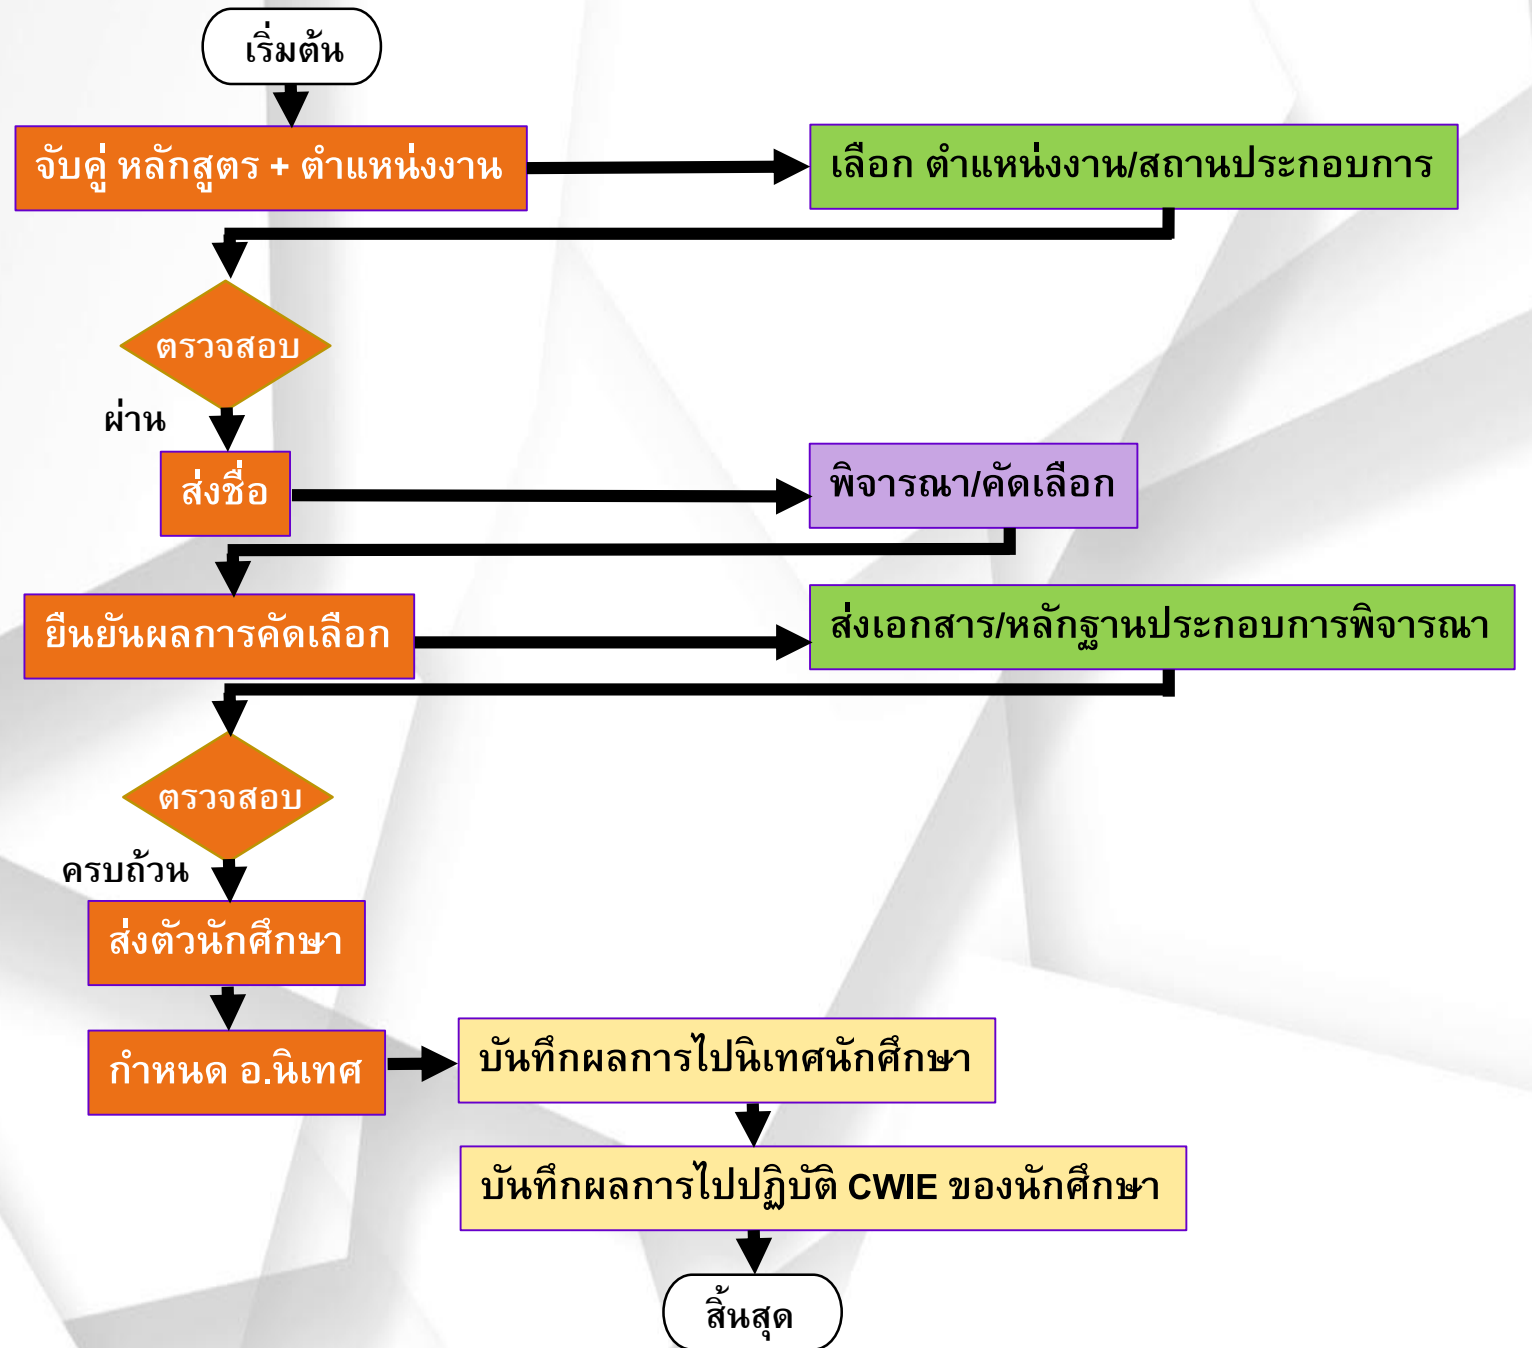 เริ่มต้น
จับคู่ หลักสูตร + ตำแหน่งงาน
เลือก ตำแหน่งงาน/สถานประกอบการ
ตรวจสอบ
ผ่าน
ส่งชื่อ
พิจารณา/คัดเลือก
ยืนยันผลการคัดเลือก
ส่งเอกสาร/หลักฐานประกอบการพิจารณา
ตรวจสอบ
ครบถ้วน
ส่งตัวนักศึกษา
กำหนด อ.นิเทศ
บันทึกผลการไปนิเทศนักศึกษา
บันทึกผลการไปปฏิบัติ CWIE ของนักศึกษา
สิ้นสุด